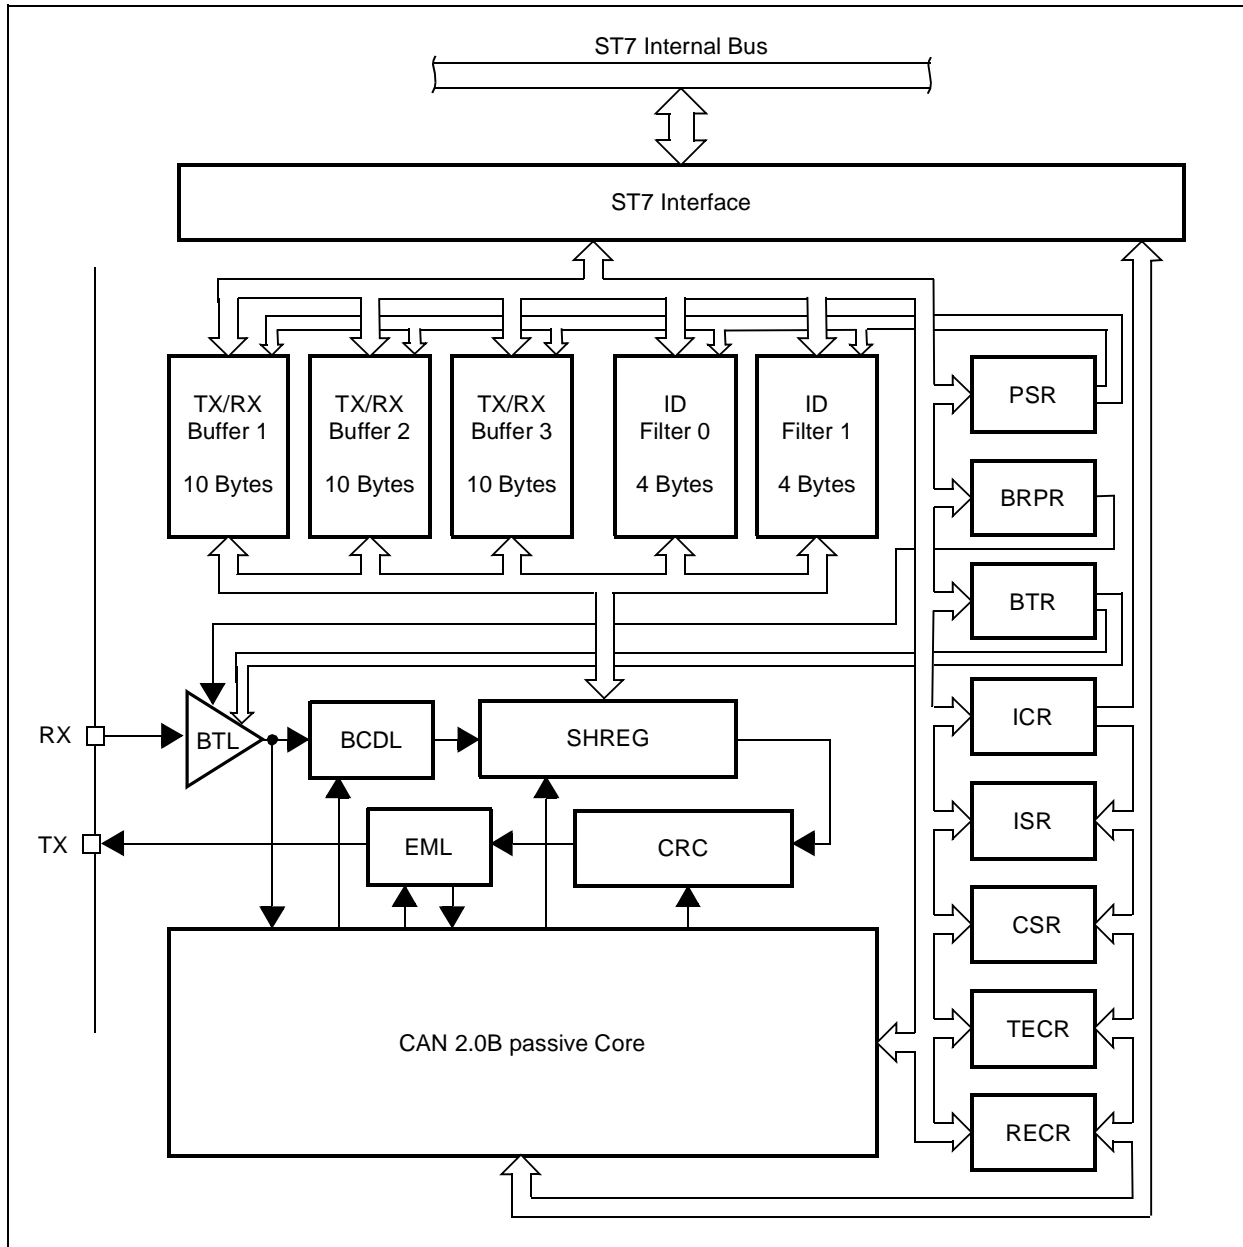 ST7 Internal Bus
ST7 Interface
TX/RX
Buffer 1
10 Bytes
TX/RX
Buffer 2
10 Bytes
TX/RX
Buffer 3
10 Bytes
ID
Filter 0
4 Bytes
ID
Filter 1
4 Bytes
PSR
BRPR
BTR
ICR
ISR
CSR
TECR
RECR
RX
BTL
BCDL
SHREG
TX
EML
CRC
CAN 2.0B passive Core